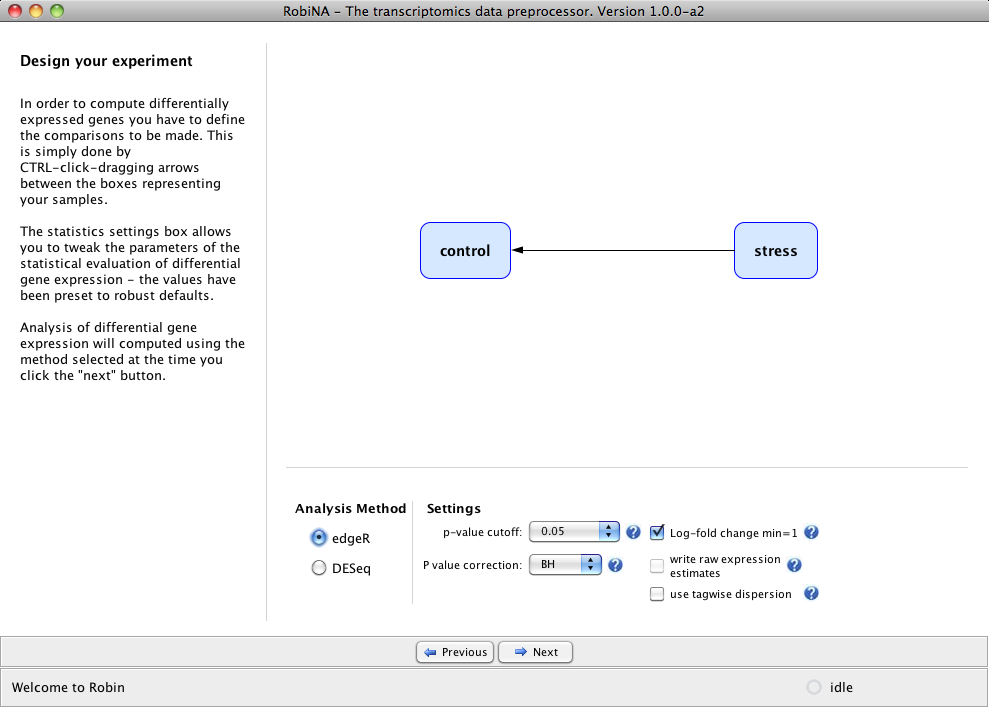 RobiNA - The transcriptomics data preprocessor. Version 1.0.0-a2
Design your experiment
In order to compute differentially
expressed genes you have to define
the comparisons to be made. This
is simply done by
CTRL-click-dragging arrows
between the boxes representing
your samples.
The statistics settings box allows
you to tweak the parameters of the
statistical evaluation of differential
gene expression - the values have
been preset to robust defaults.
Analysis of differential gene
expression will computed using the
method selected at the time you
click the "next" button.
control
stress
Analysis Method
edgeR
DESeq
Settings
p-value cutoff: 0.05 ?
Log-fold change min=1 ?
P value correction: BH ?
write raw expression
estimates ?
use tagwise dispersion ?
Previous
Next
Welcome to Robin
idle